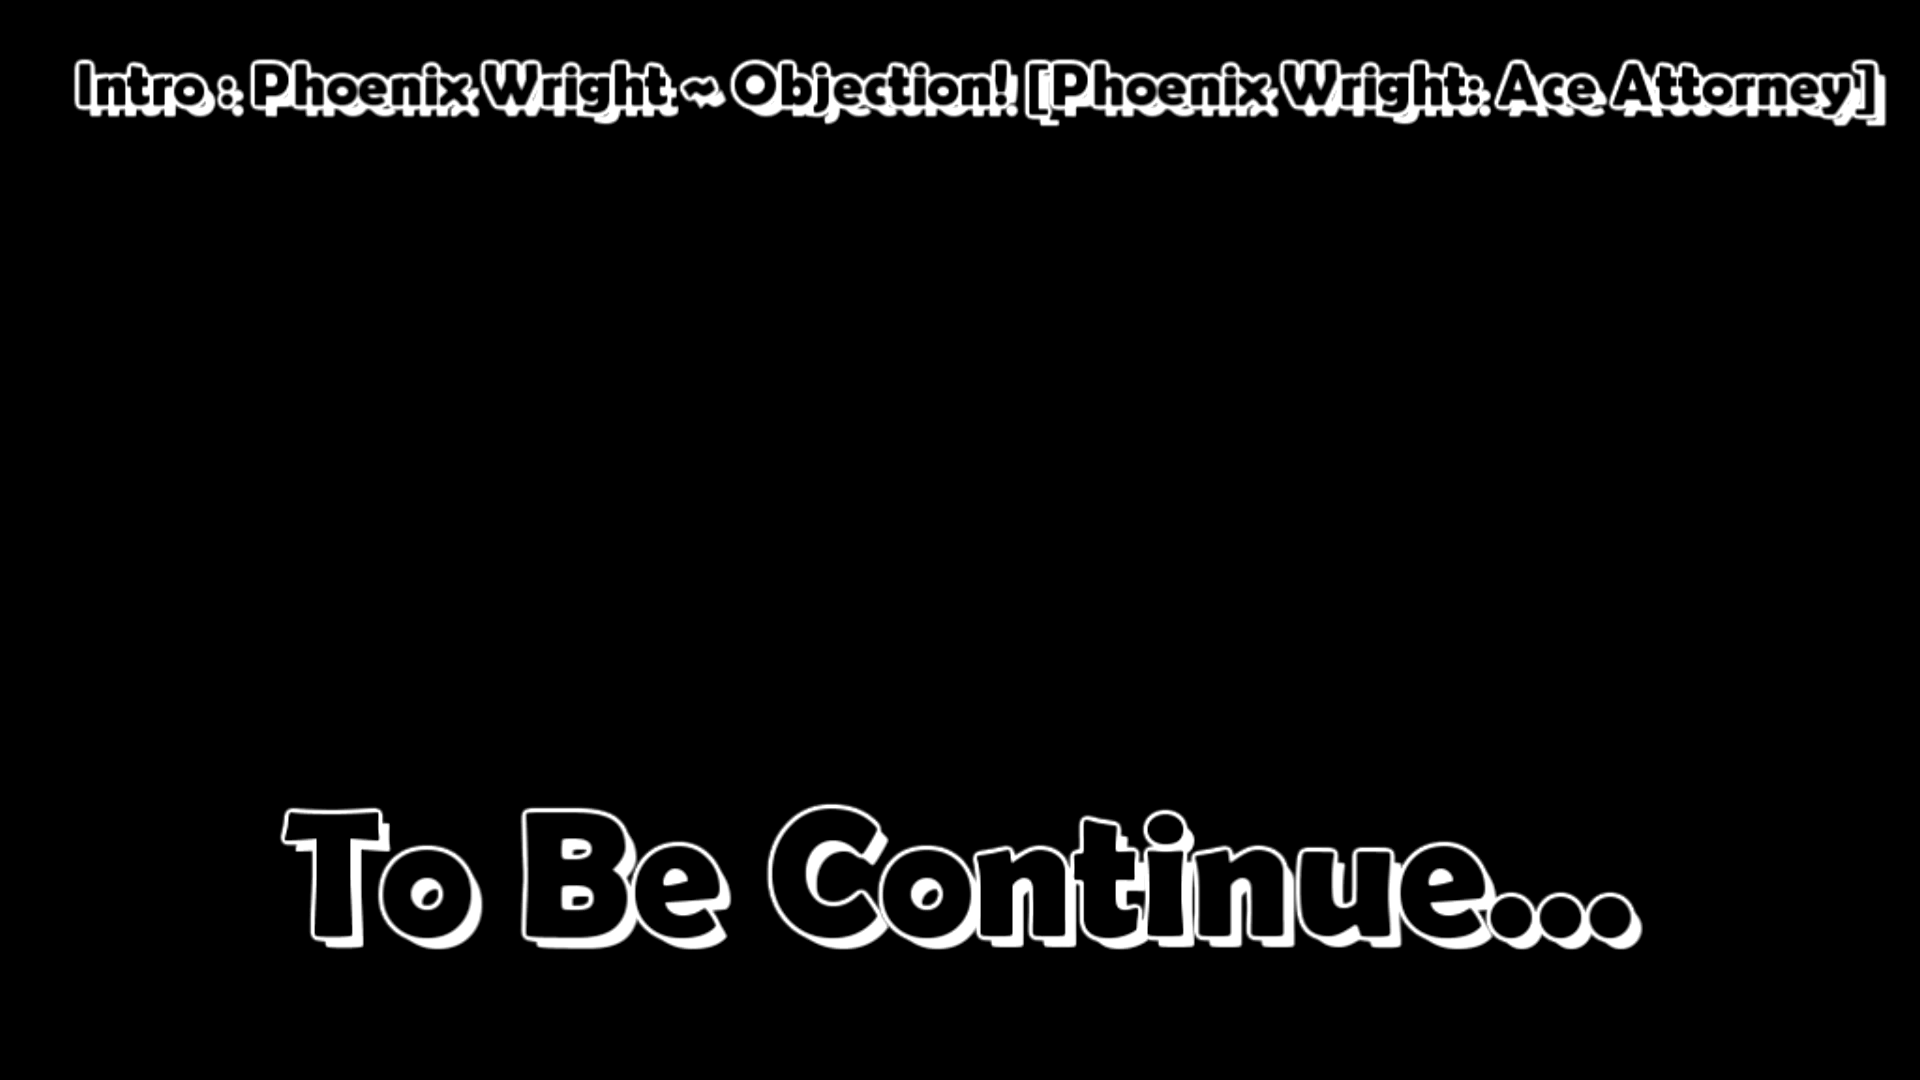 Intro : Phoenix Wright ~ Objection! [Phoenix Wright: Ace Attorney]
To Be Continue...